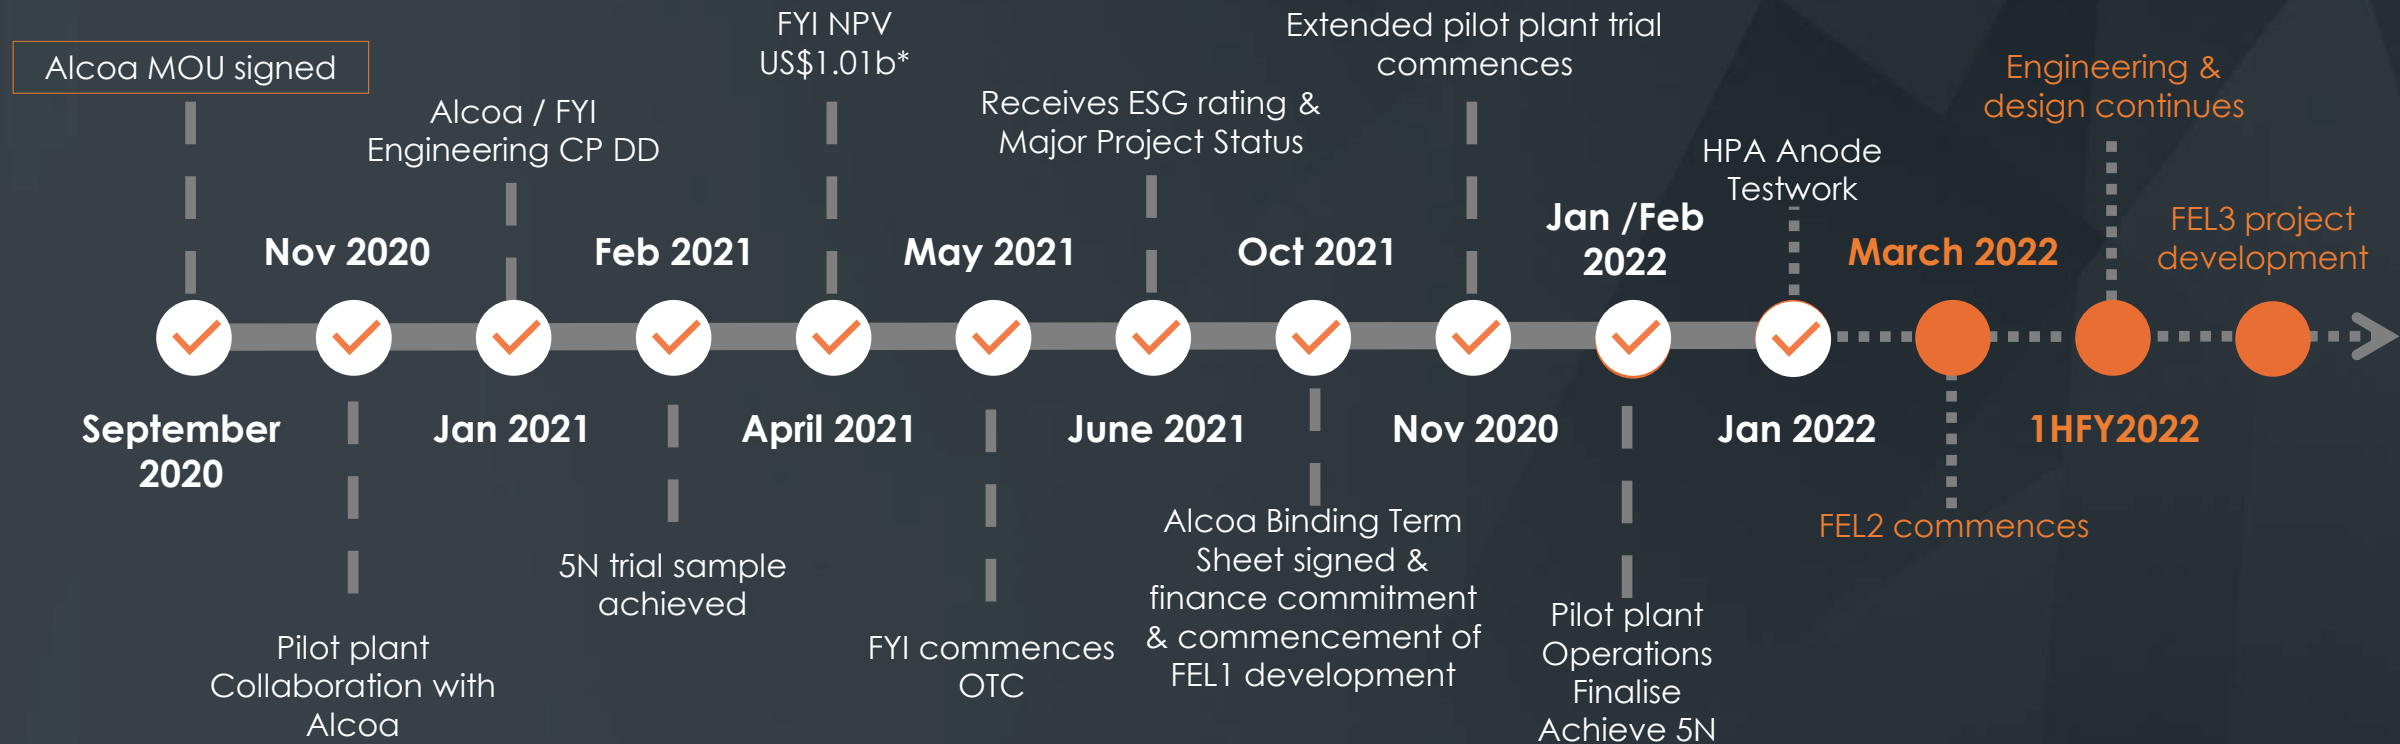 Alcoa MOU signed
September
2020
Nov 2020
Pilot plant
Collaboration with
Alcoa
Alcoa / FYI
Engineering CP DD
Jan 2021
Feb 2021
5N trial sample
achieved
FYI NPV
US$1.01b*
April 2021
May 2021
FYI commences
OTC
Receives ESG rating &
Major Project Status
June 2021
Oct 2021
Alcoa Binding Term
Sheet signed &
finance commitment
& commencement of
FEL1 development
Extended pilot plant trial
commences
Nov 2020
Jan /Feb
2022
Pilot plant
Operations
Finalise
Achieve 5N
HPA Anode
Testwork
Jan 2022
March 2022
FEL2 commences
Engineering &
design continues
1HFY2022
FEL3 project
development